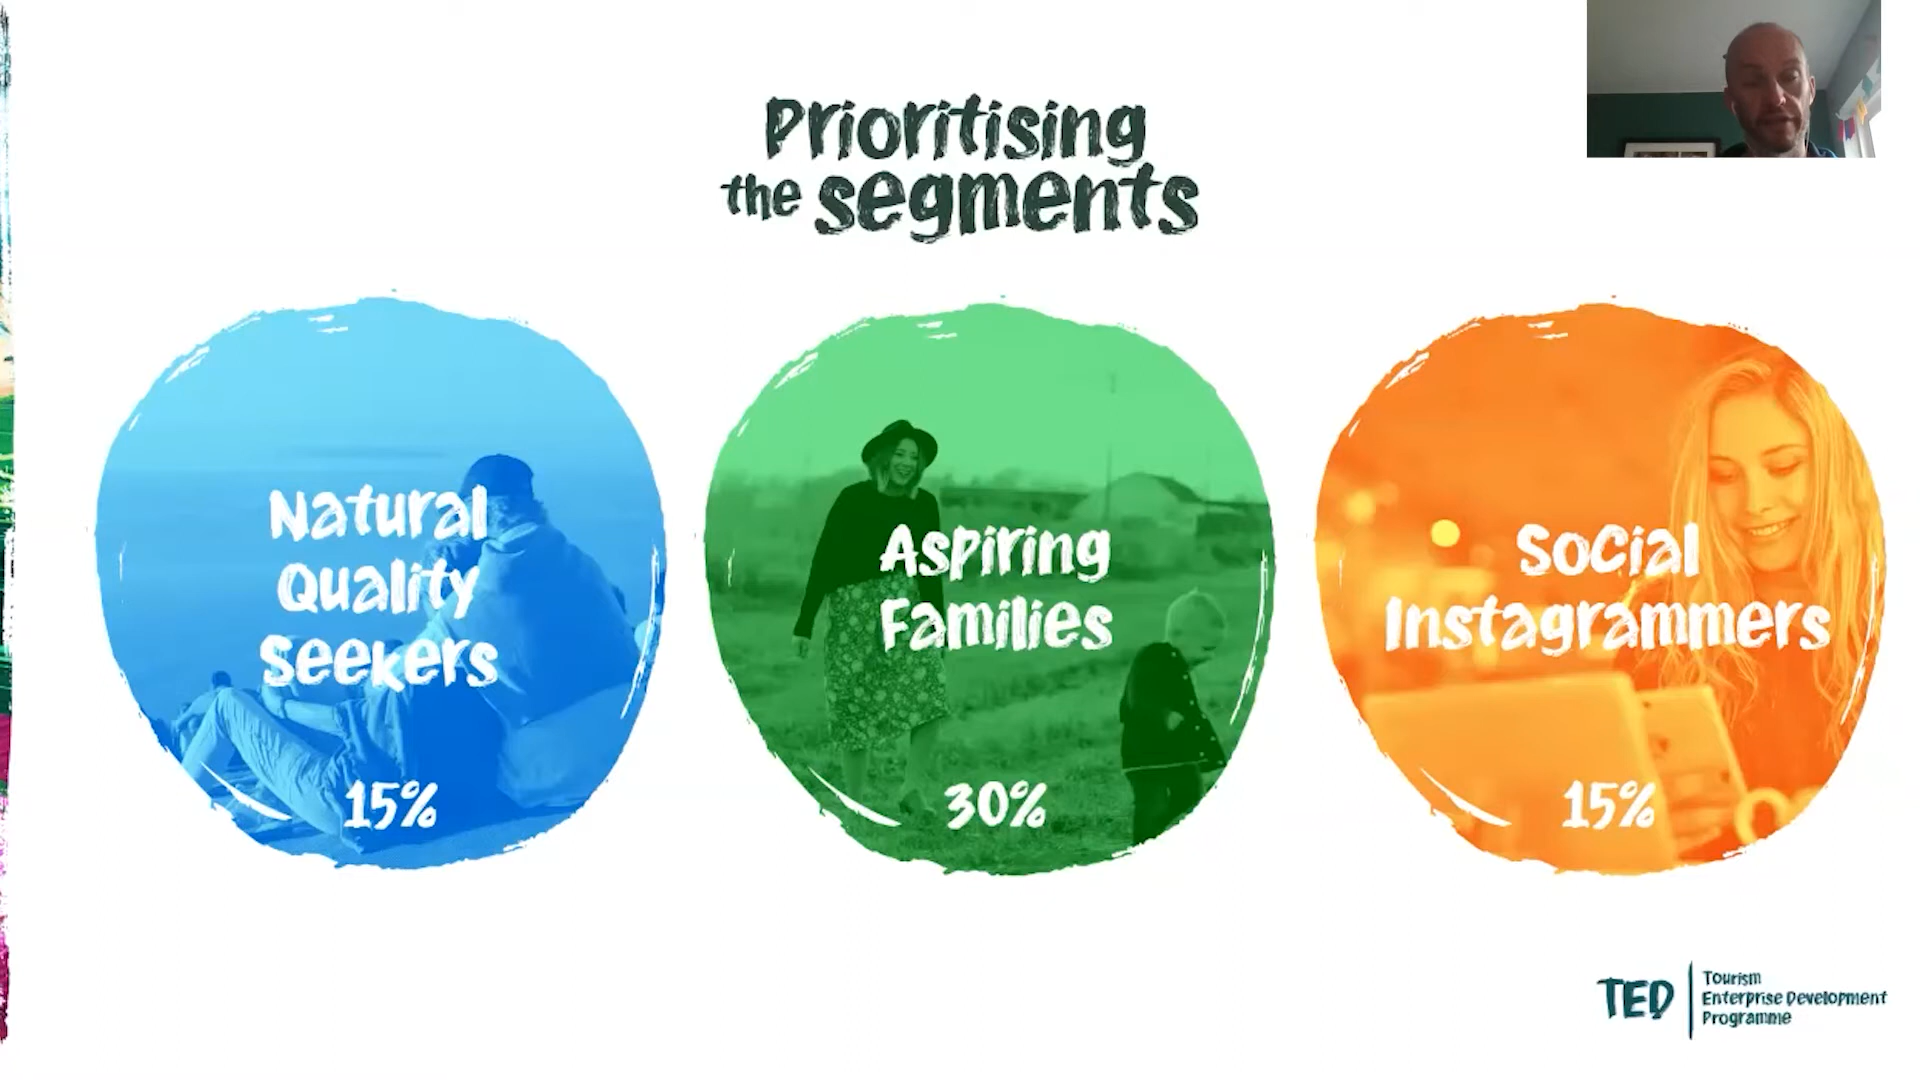 Prioritising
the segments
Natural
Quality
Seekers
15%
Aspiring
Families
30%
Social
Instagrammers
15%
TED
Tourism
Enterprise Development
Programme